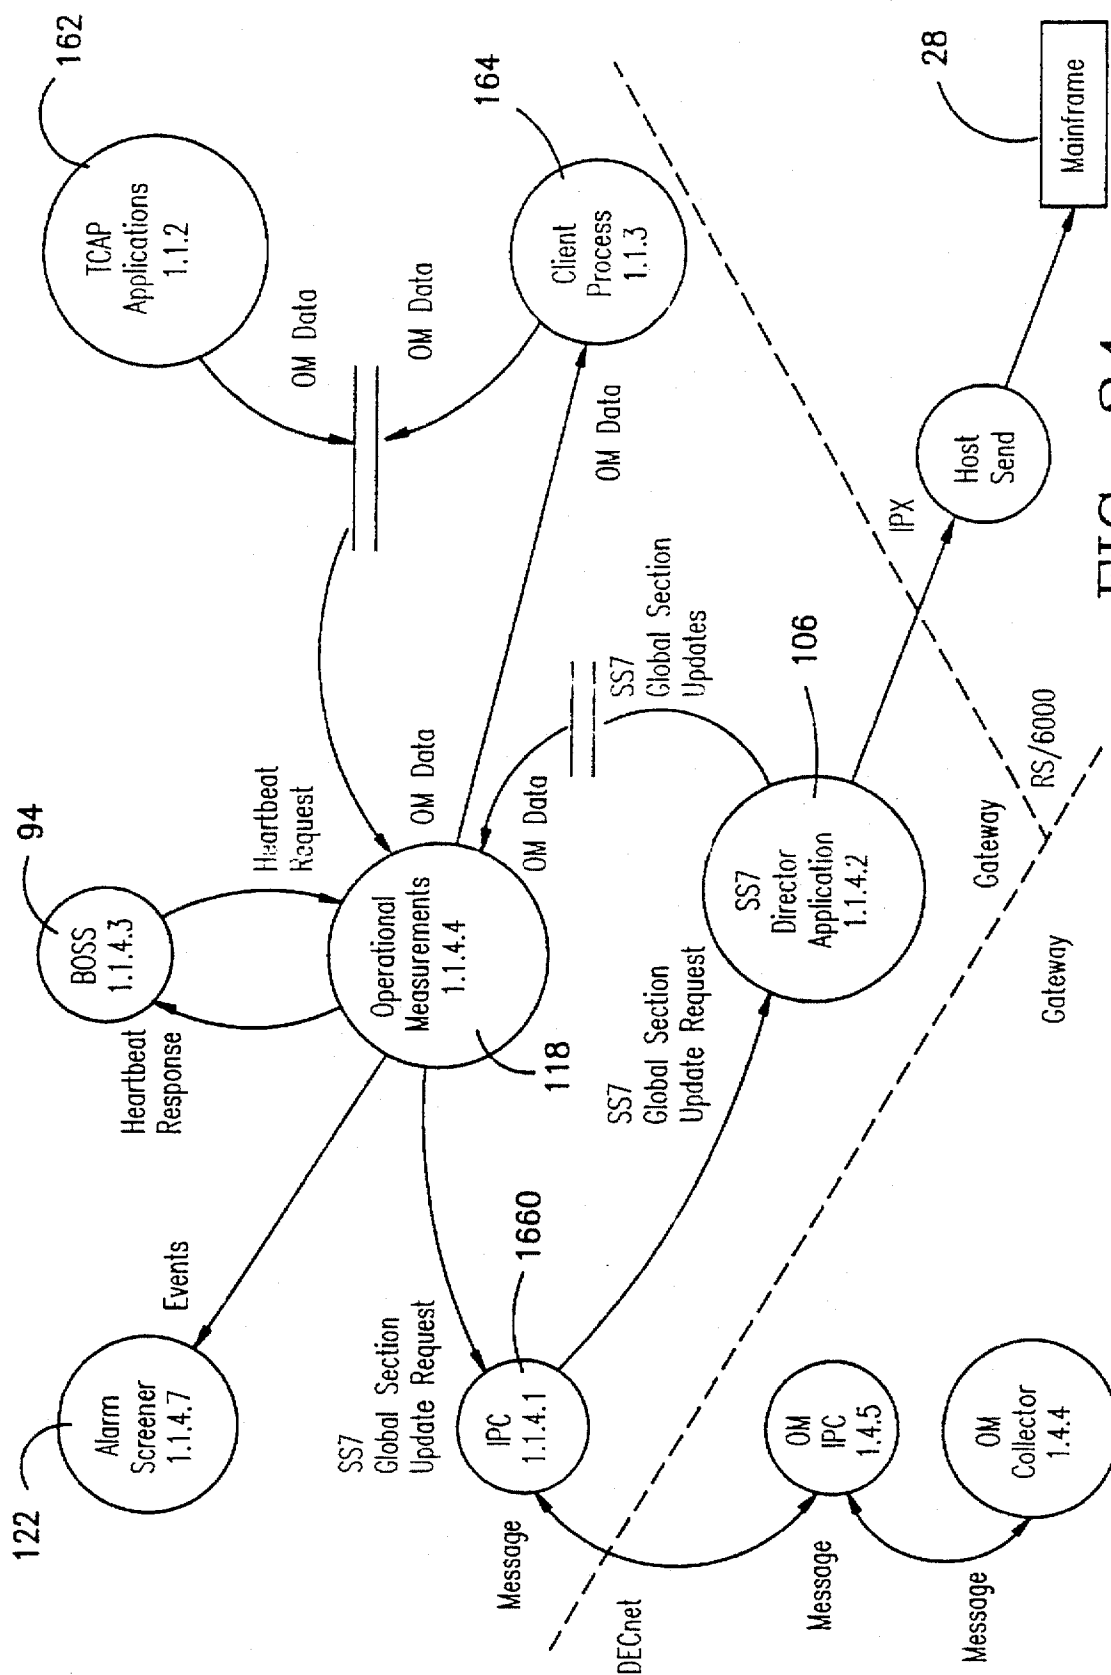 122
Alarm
Screener
1.1.4.7
Events
94
BOSS
1.1.4.3
Heartbeat
Response
Heartbeat
Request
162
TCAP
Applications
1.1.2
OM Data
OM Data
164
Client
Process
1.1.3
OM Data
OM Data
Operational
Measurements
1.1.4.4
118
OM Data
SS7
Global Section
Update Request
1660
IPC
1.1.4.1
SS7
Global Section
Update Request
SS7
Global Section
Updates
106
SS7
Director
Application
1.1.4.2
Message
DECnet
Message
OM
IPC
1.4.5
Message
OM
Collector
1.4.4
Gateway
Gateway
RS/6000
IPX
Host
Send
28
Mainframe